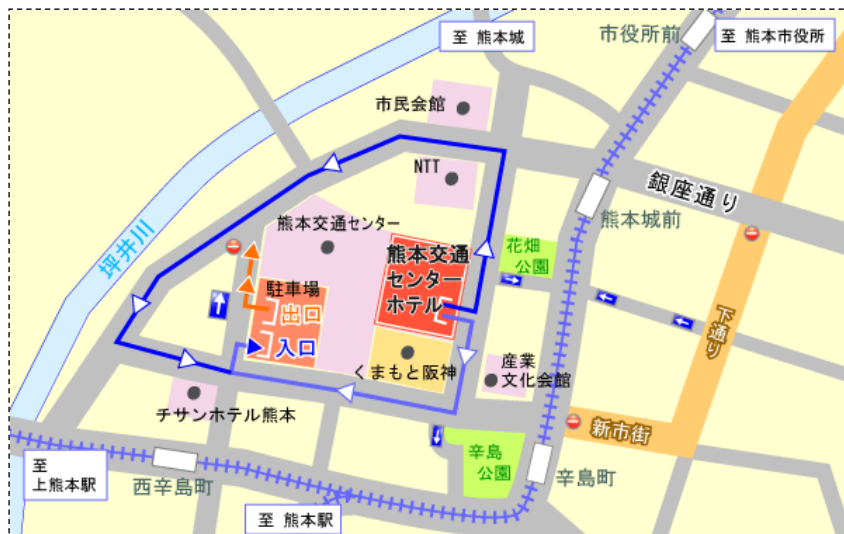 至 熊本城
市役所前
至 熊本市役所
市民会館
NTT
銀座通り
熊本城前
坪井川
熊本交通センター
熊本交通
センター
ホテル
花畑
公園
駐車場
出口
入口
下通り
くまもと阪神
産業
文化会館
チサンホテル熊本
新市街
辛島
公園
辛島町
至
上熊本駅
西辛島町
至 熊本駅